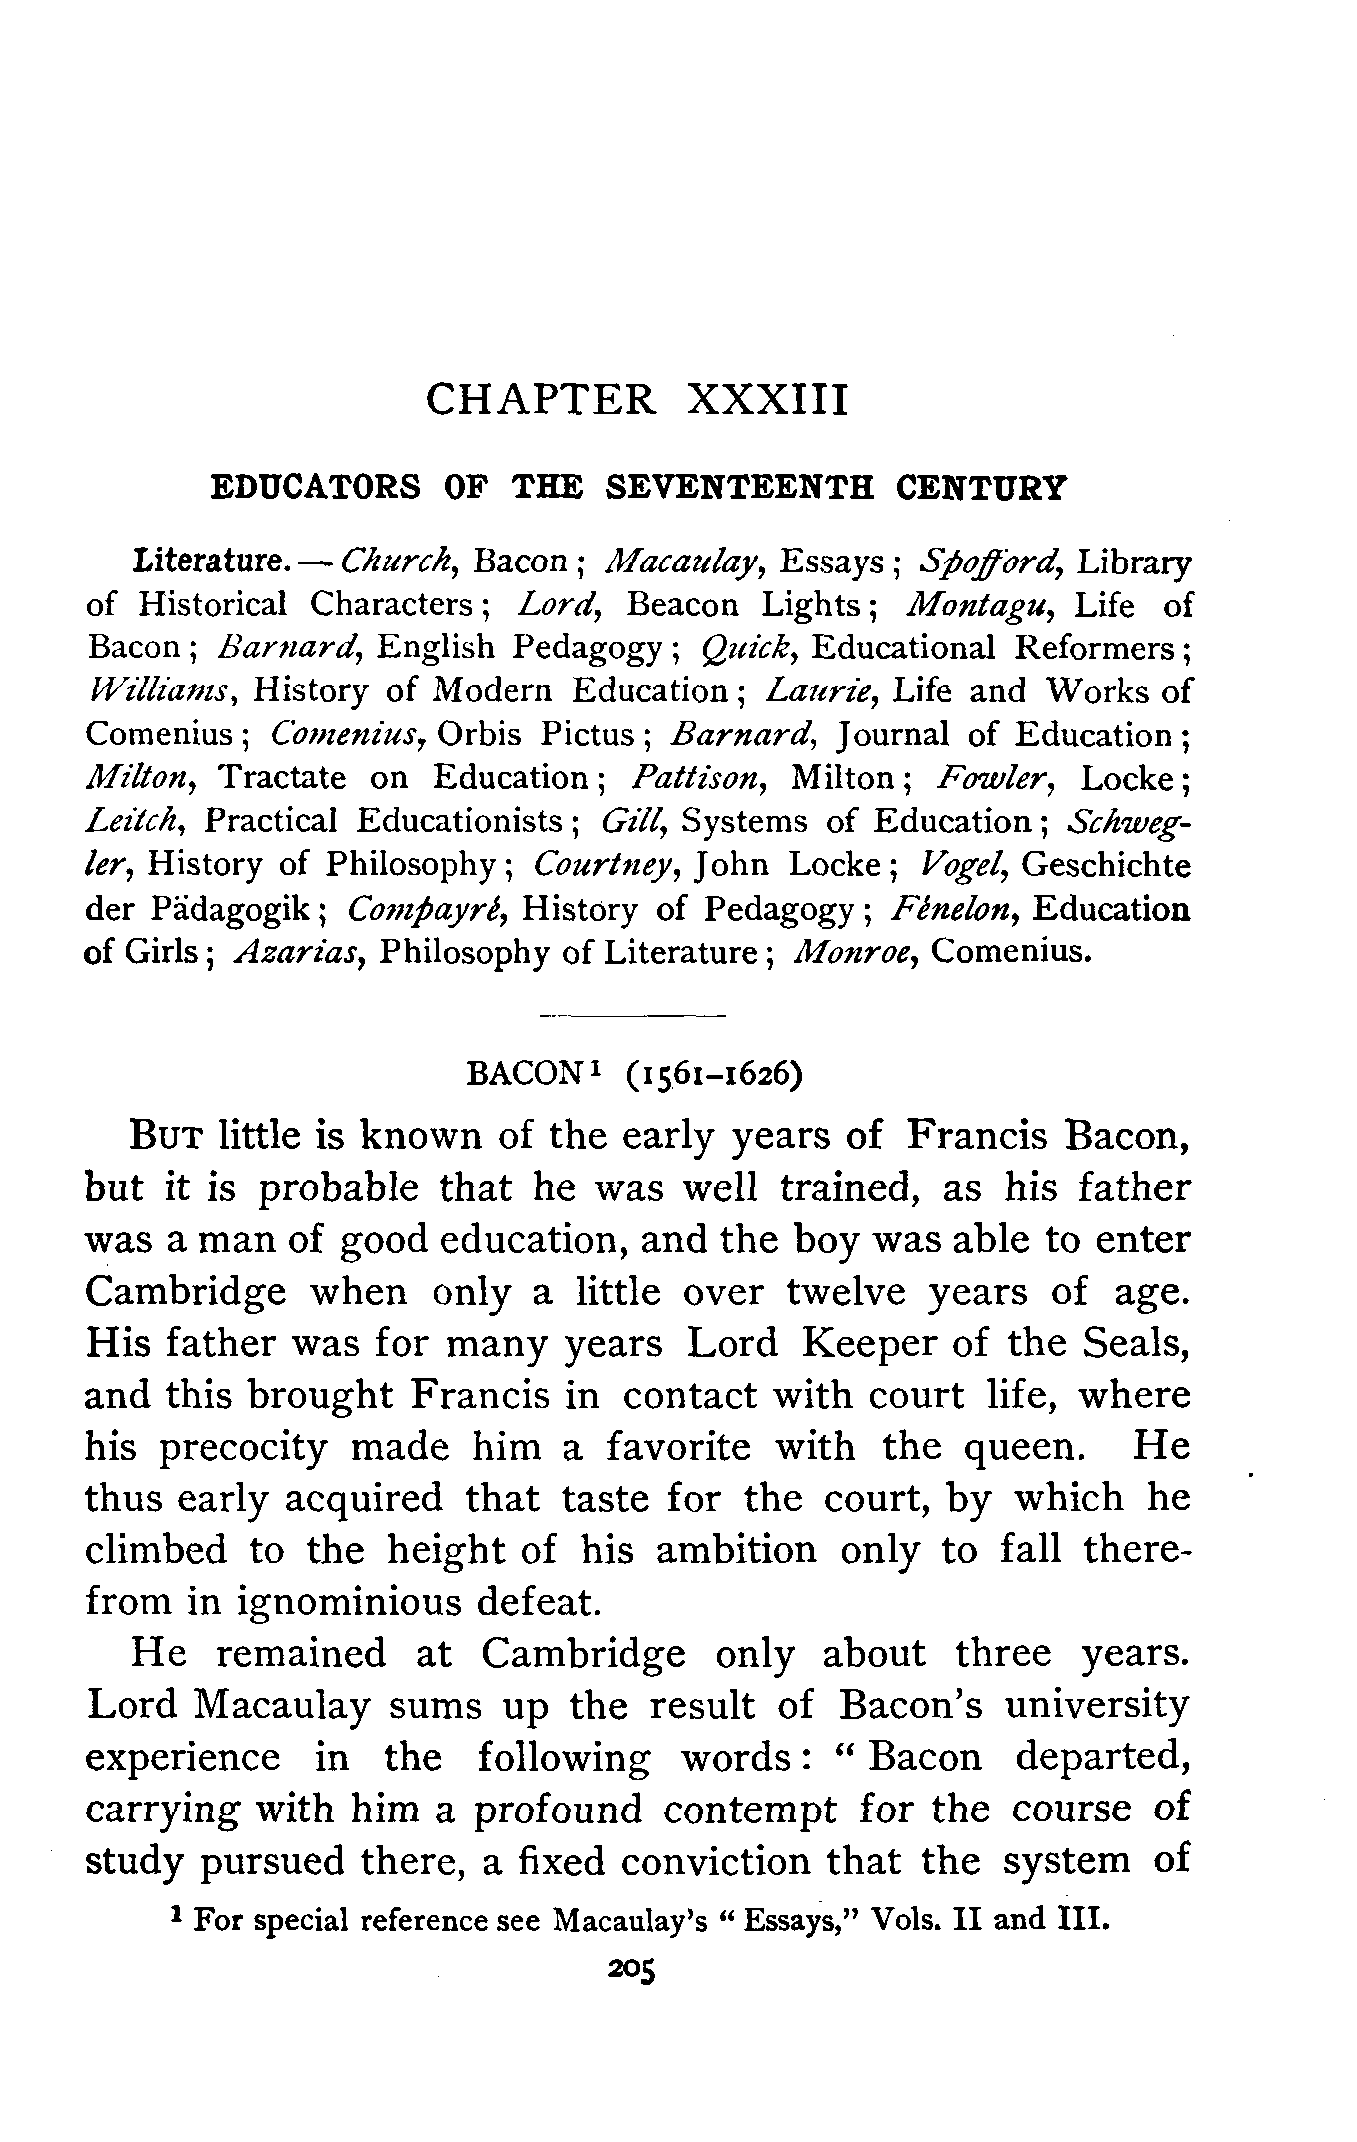 CHAPTER XXXIII
EDUCATORS OF THE SEVENTEENTH CENTURY
Literature. — Church, Bacon; Macaulay, Essays; Spofford, Library
of Historical Characters; Lord, Beacon Lights; Montagu, Life of
Bacon; Barnard, English Pedagogy; Quick, Educational Reformers;
Williams, History of Modern Education; Laurie, Life and Works of
Comenius; Comenius, Orbis Pictus; Barnard, Journal of Education;
Milton, Tractate on Education; Pattison, Milton; Fowler, Locke;
Leitch, Practical Educationists; Gill, Systems of Education; Schweg-
ler, History of Philosophy; Courtney, John Locke; Vogel, Geschichte
der Pädagogik; Compayré, History of Pedagogy; Fénelon, Education
of Girls; Azarias, Philosophy of Literature; Monroe, Comenius.
BACON¹ (1561–1626)
BUT little is known of the early years of Francis Bacon,
but it is probable that he was well trained, as his father
was a man of good education, and the boy was able to enter
Cambridge when only a little over twelve years of age.
His father was for many years Lord Keeper of the Seals,
and this brought Francis in contact with court life, where
his precocity made him a favorite with the queen. He
thus early acquired that taste for the court, by which he
climbed to the height of his ambition only to fall there-
from in ignominious defeat.
He remained at Cambridge only about three years.
Lord Macaulay sums up the result of Bacon's university
experience in the following words: “Bacon departed,
carrying with him a profound contempt for the course of
study pursued there, a fixed conviction that the system of
¹ For special reference see Macaulay's “Essays,” Vols. II and III.
205